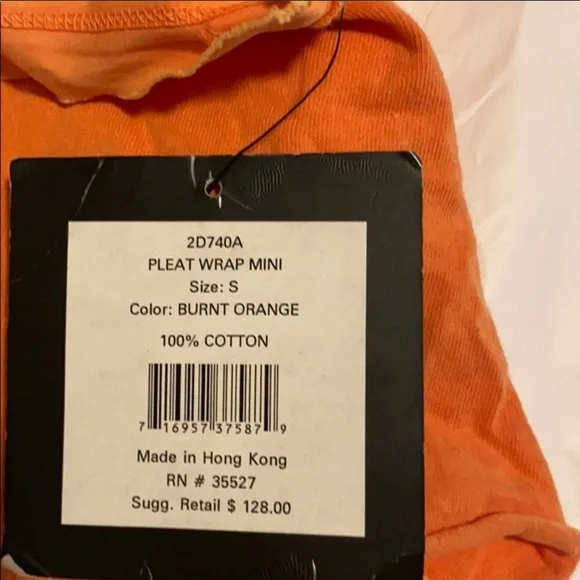 2D740A
PLEAT WRAP MINI
Size: S
Color: BURNT ORANGE
100% COTTON
7 16957 37587 9
Made in Hong Kong
RN # 35527
Sugg. Retail $ 128.00